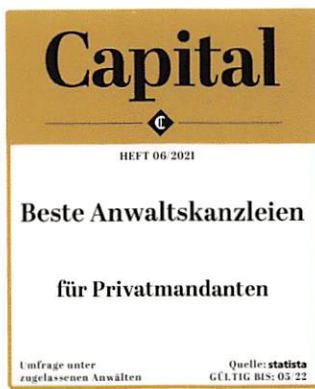 Capital
HEFT 06/2021
Beste Anwaltskanzleien
für Privatmandanten
Umfrage unter
zugelassenen Anwälten
Quelle: statista
GÜLTIG BIS: 05/22